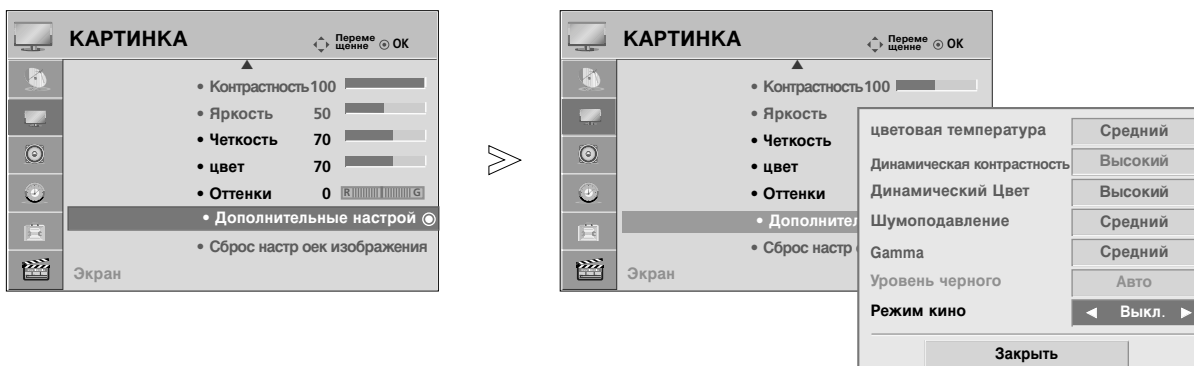 КАРТИНКА
Переме
щенне
OK
• Контрастность 100
• Яркость 50
• Четкость 70
• цвет 70
• Оттенки 0 R G
• Дополнительные настрой
• Сброс настр оек изображения
Экран
КАРТИНКА
Переме
щенне
OK
• Контрастность 100
• Яркость
• Четкость
• цвет
• Оттенки
• Дополнител
• Сброс настр
Экран
цветовая температура Средний
Динамическая контрастность Высокий
Динамический Цвет Высокий
Шумоподавление Средний
Gamma Средний
Уровень черного Авто
Режим кино ◄ Выкл. ►
Закрыть